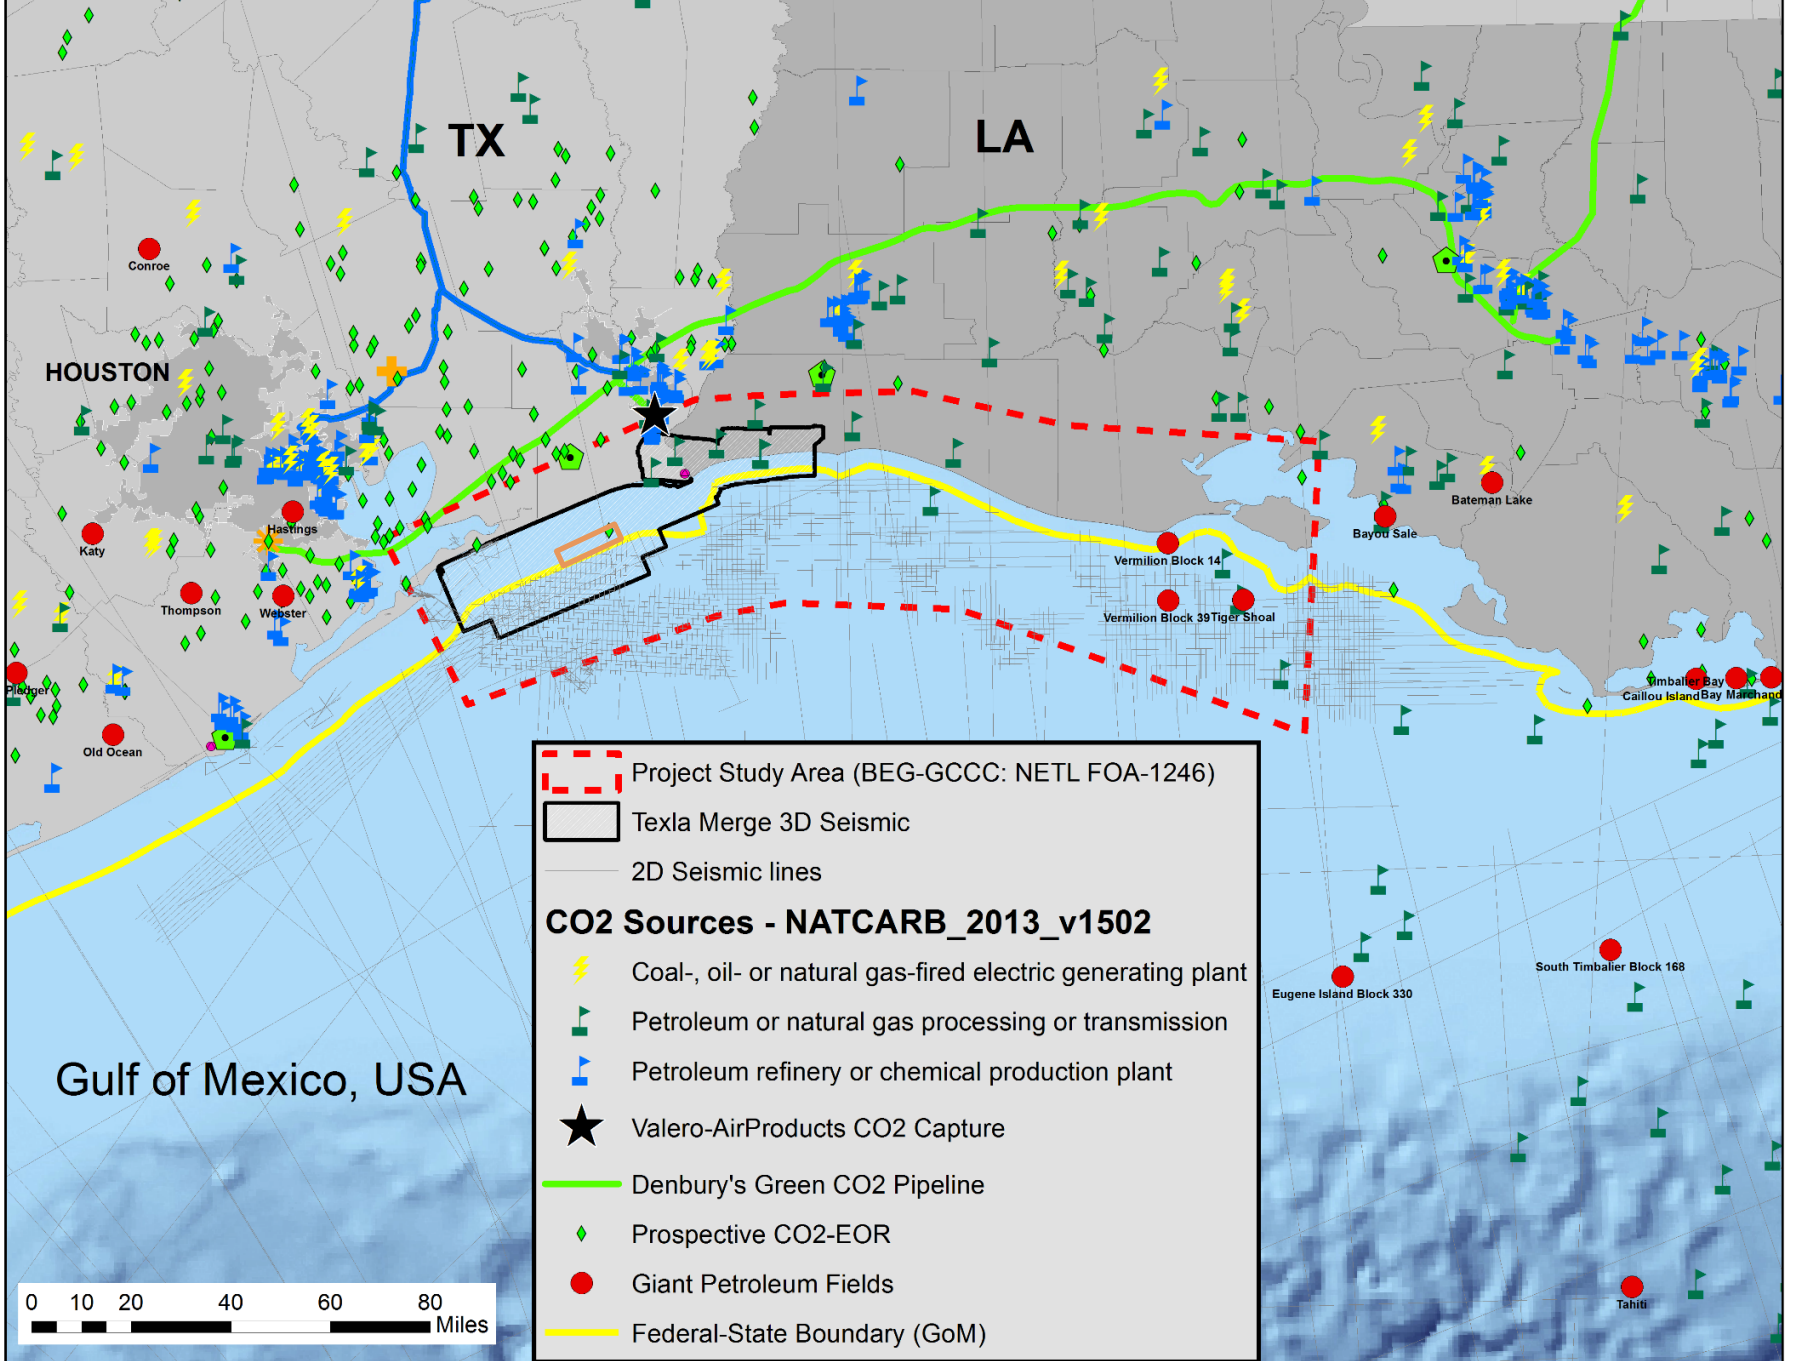 TX
LA
Conroe
HOUSTON
Bateman Lake
Hastings
Bayou Sale
Katy
Vermilion Block 14
Thompson
Webster
Vermilion Block 39
Tiger Shoal
Pledger
Timbalier Bay
Caillou Island
Bay Marchand
Old Ocean
Project Study Area (BEG-GCCC: NETL FOA-1246)
Texla Merge 3D Seismic
2D Seismic lines
CO2 Sources - NATCARB_2013_v1502
Coal-, oil- or natural gas-fired electric generating plant
South Timbalier Block 168
Eugene Island Block 330
Petroleum or natural gas processing or transmission
Petroleum refinery or chemical production plant
Gulf of Mexico, USA
Valero-AirProducts CO2 Capture
Denbury's Green CO2 Pipeline
Prospective CO2-EOR
Giant Petroleum Fields
Tahiti
0 10 20 40 60 80
Miles
Federal-State Boundary (GoM)